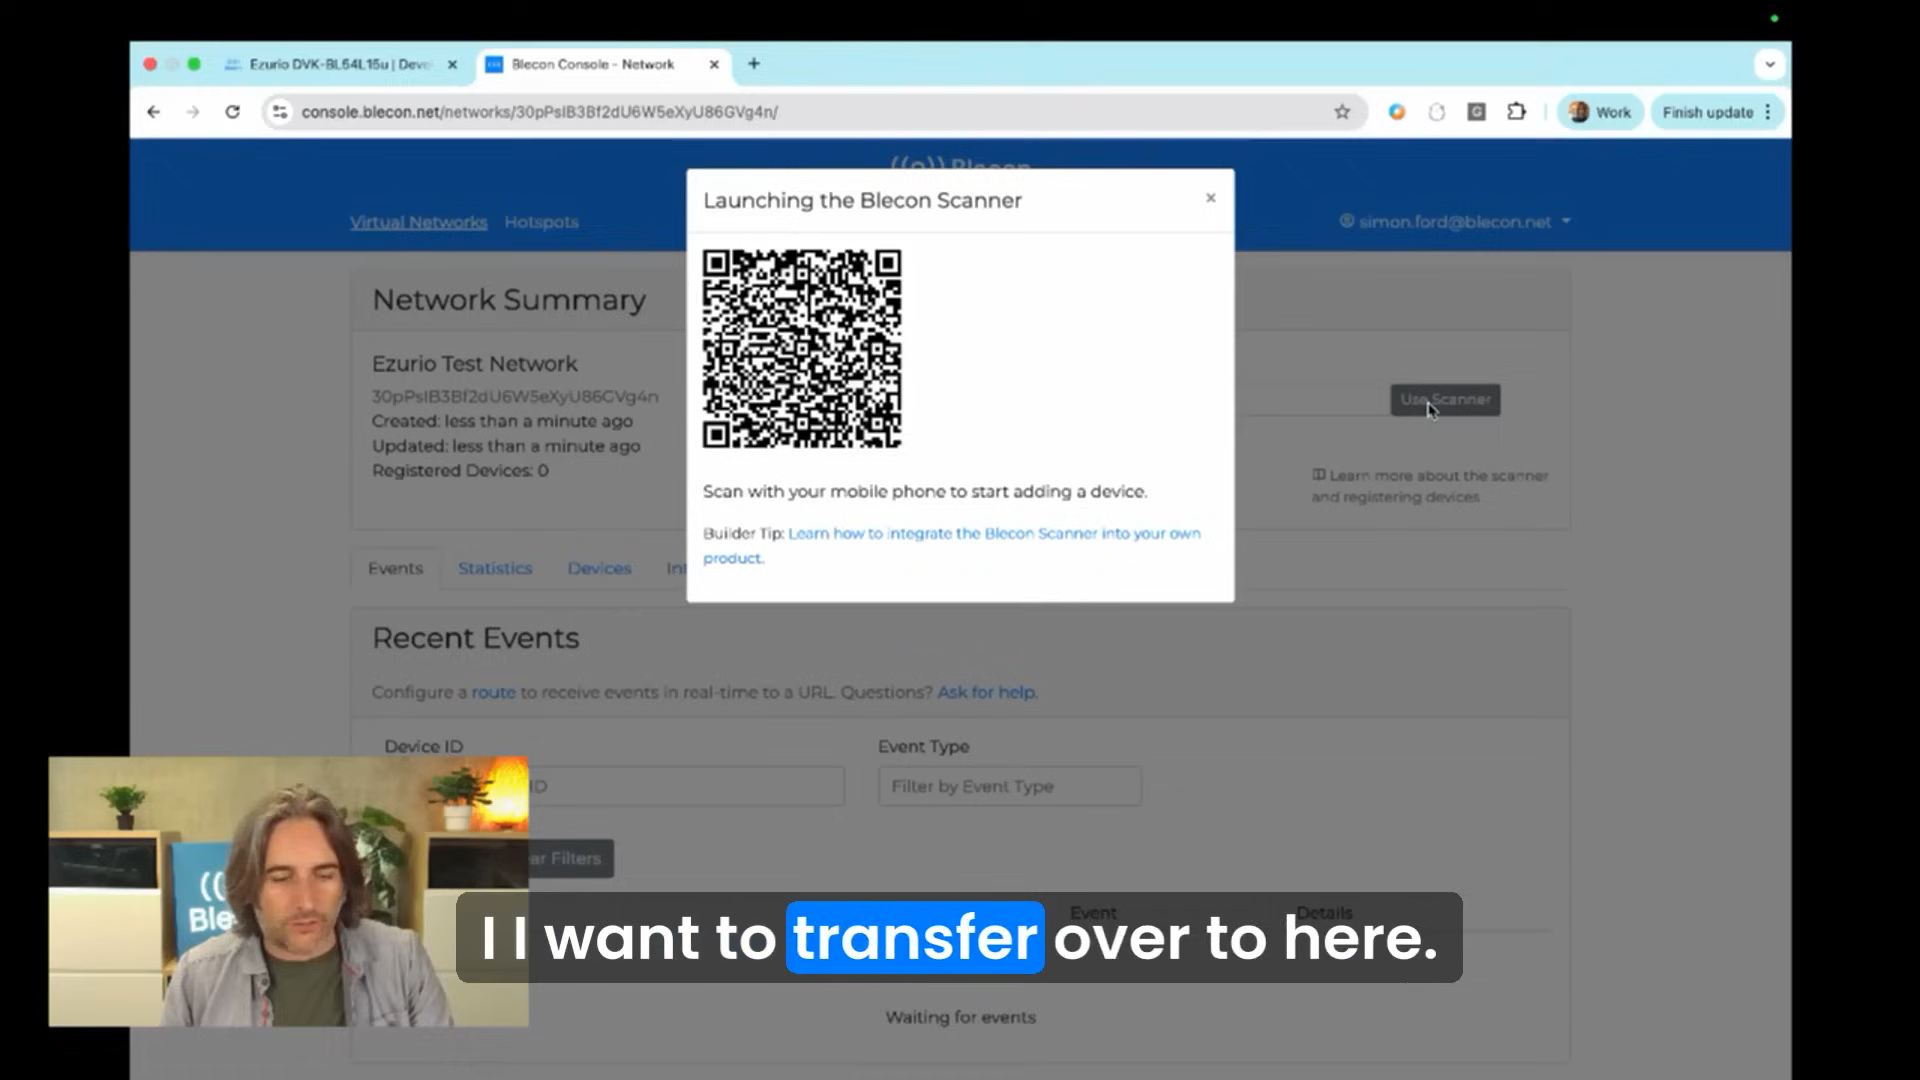 Ezurio DVK-BL54L15u | Deve
Blecon Console - Network
console.blecon.net/networks/30pPsIB3Bf2dU6W5eXyU86GVg4n/
Work
Finish update
Blecon
Virtual Networks
Hotspots
simon.ford@blecon.net
Launching the Blecon Scanner
Scan with your mobile phone to start adding a device.
Builder Tip: Learn how to integrate the Blecon Scanner into your own
product.
Network Summary
Ezurio Test Network
30pPsIB3Bf2dU6W5eXyU86GVg4n
Created: less than a minute ago
Updated: less than a minute ago
Registered Devices: 0
Use Scanner
Learn more about the scanner
and registering devices
Events
Statistics
Devices
Int
Recent Events
Configure a route to receive events in real-time to a URL. Questions? Ask for help.
Device ID
Event Type
ID
Filter by Event Type
ar Filters
Event
Details
Ble
I I want to transfer over to here.
Waiting for events